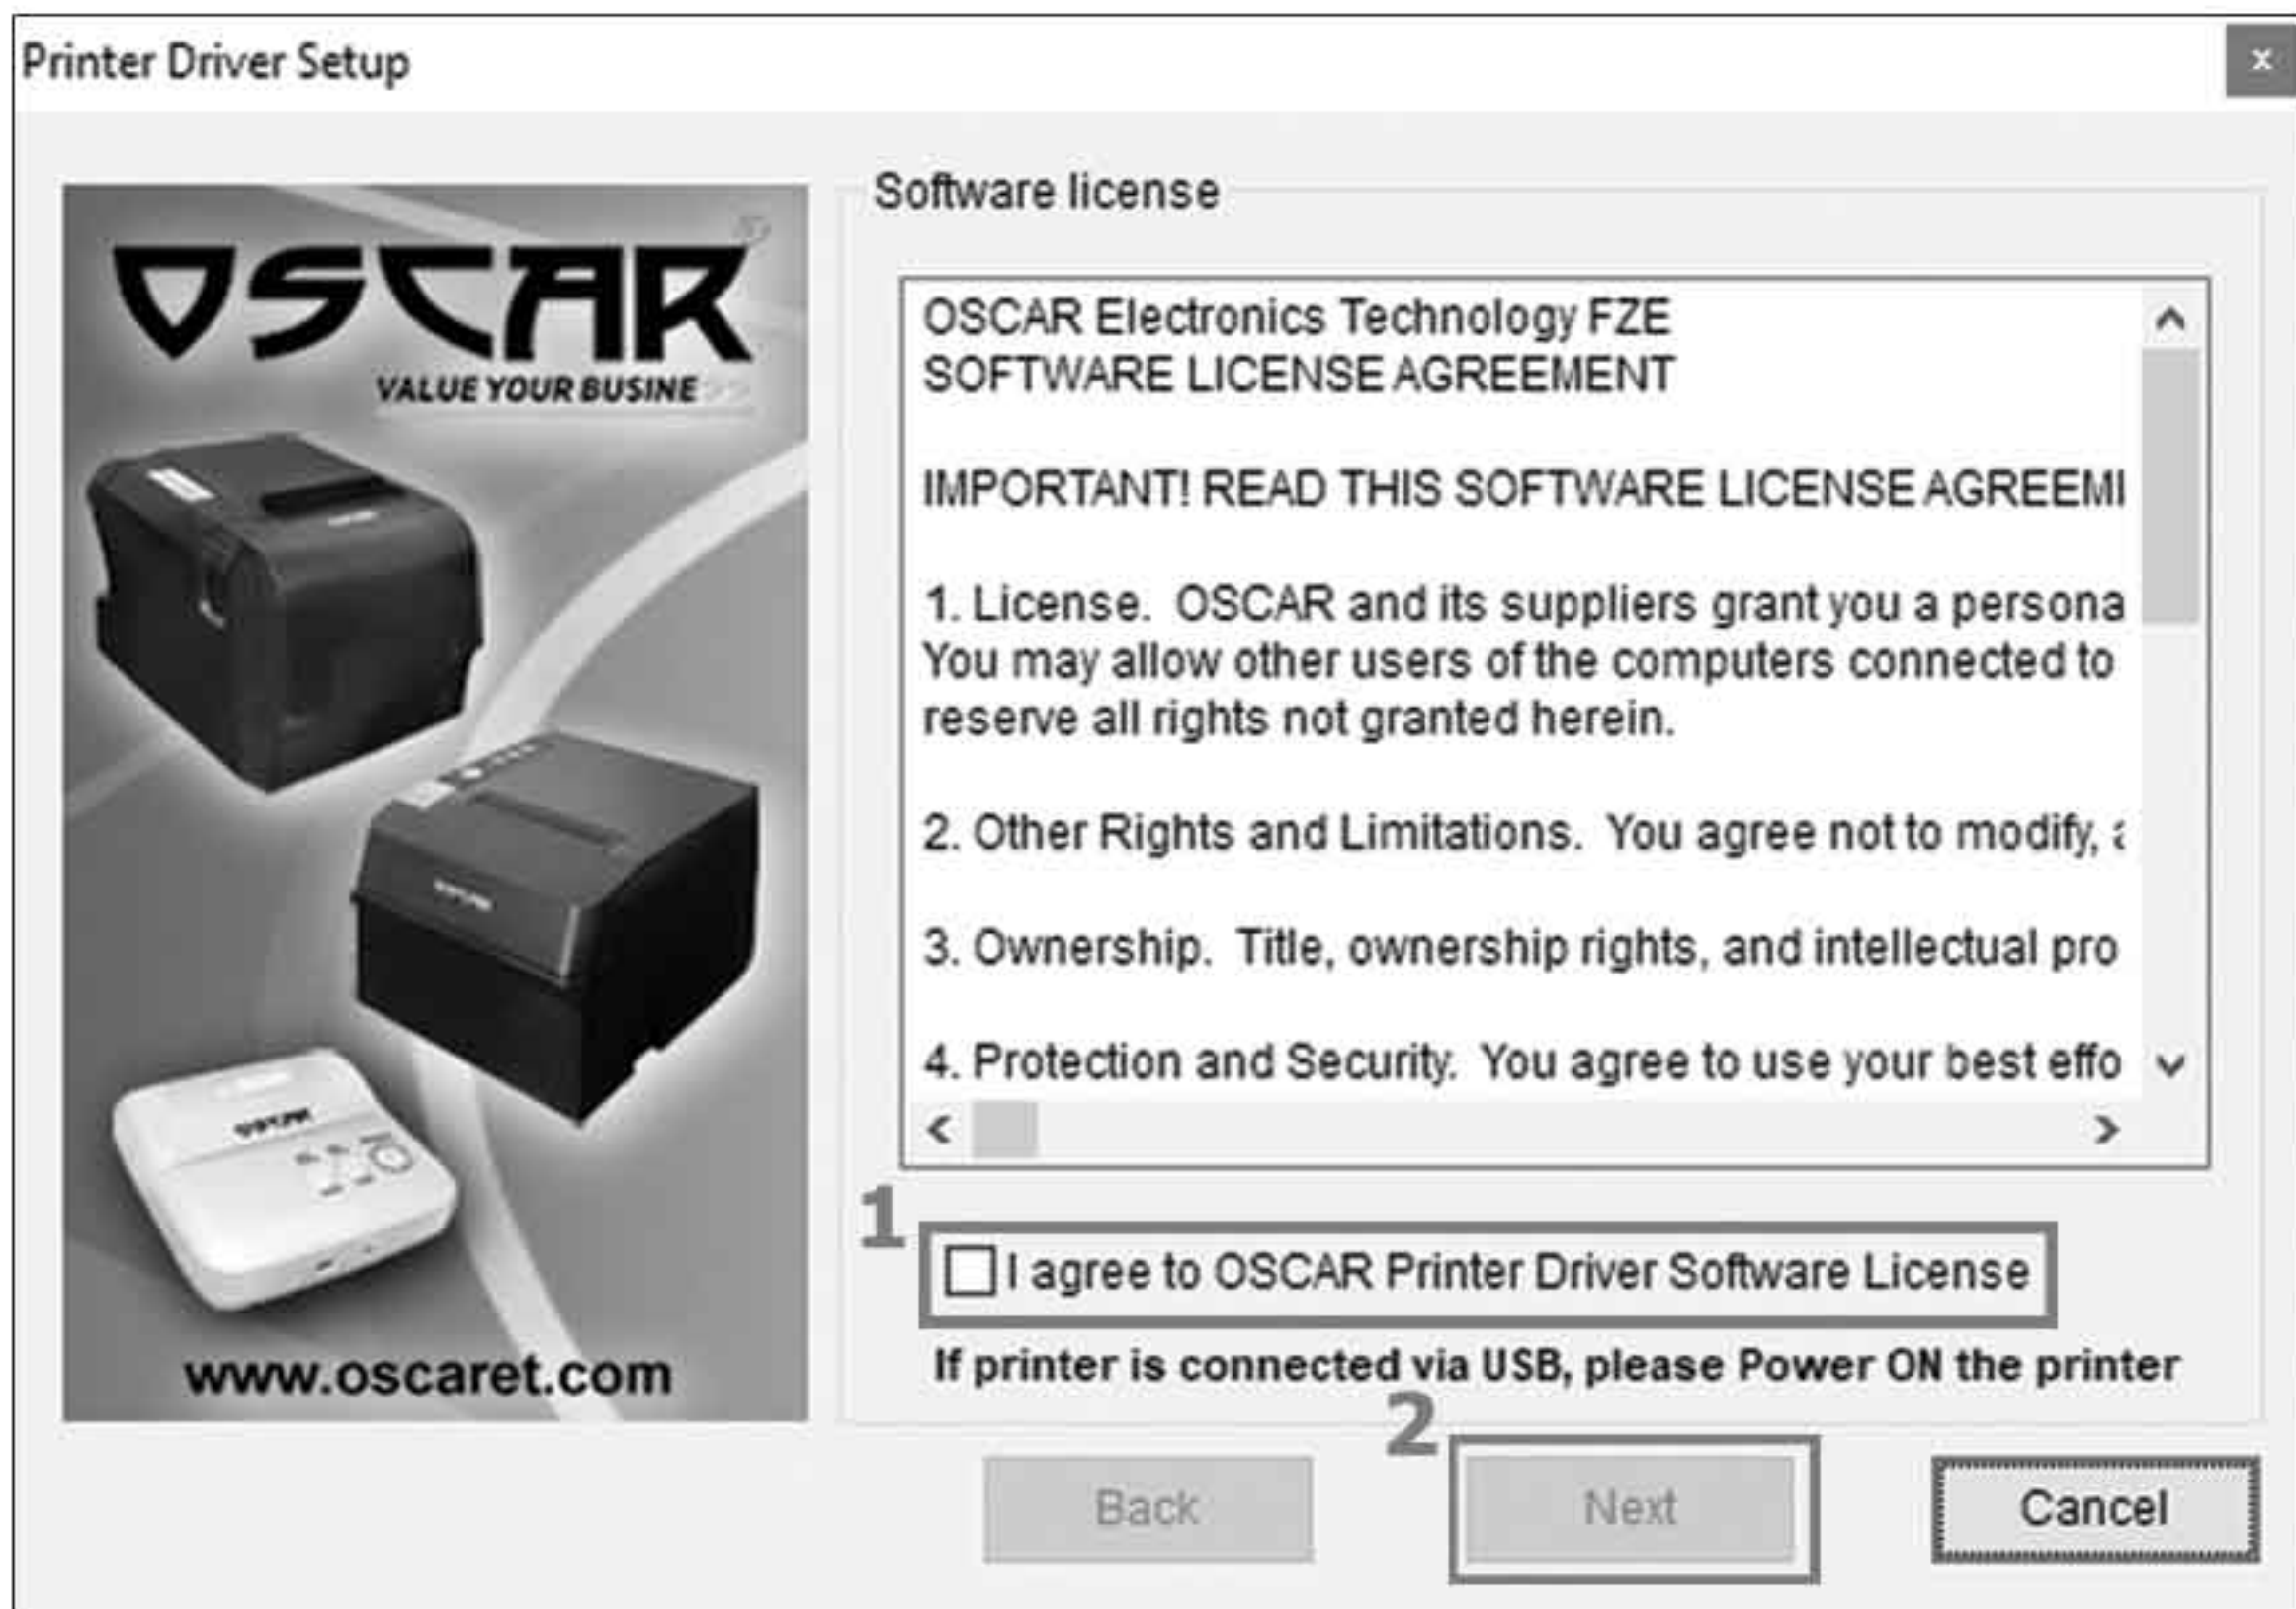 Printer Driver Setup
x
OSCAR
VALUE YOUR BUSINE
OSCAR
www.oscaret.com
Software license
OSCAR Electronics Technology FZE
SOFTWARE LICENSE AGREEMENT
IMPORTANT! READ THIS SOFTWARE LICENSE AGREEMI
1. License. OSCAR and its suppliers grant you a persona
You may allow other users of the computers connected to
reserve all rights not granted herein.
2. Other Rights and Limitations. You agree not to modify,
3. Ownership. Title, ownership rights, and intellectual pro
4. Protection and Security. You agree to use your best effo
1
I agree to OSCAR Printer Driver Software License
If printer is connected via USB, please Power ON the printer
2
Back
Next
Cancel